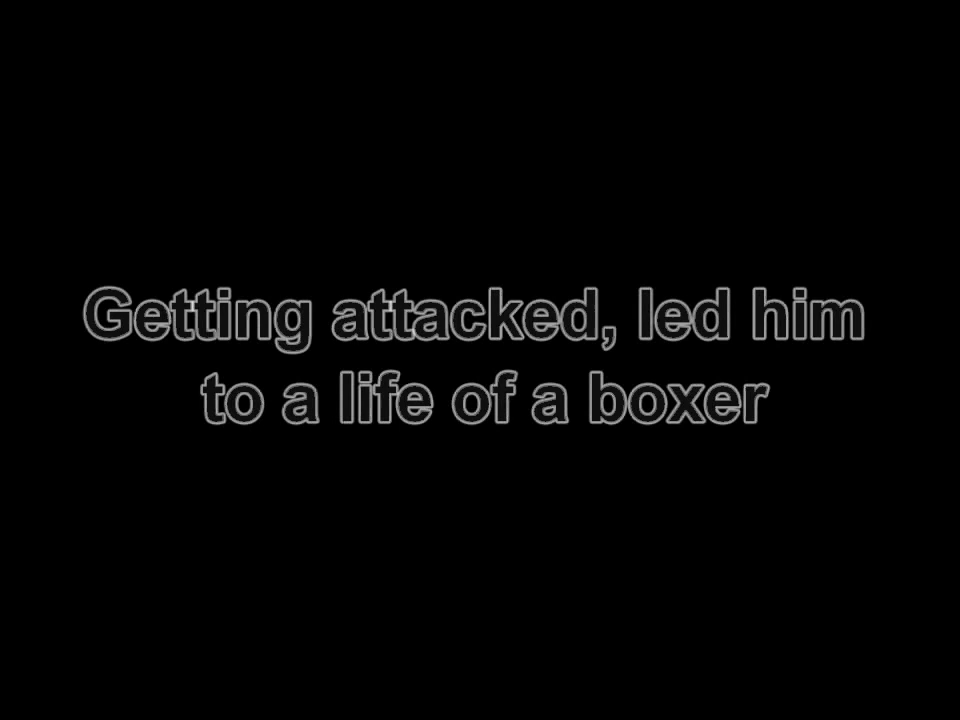 Getting attacked, led him
to a life of a boxer